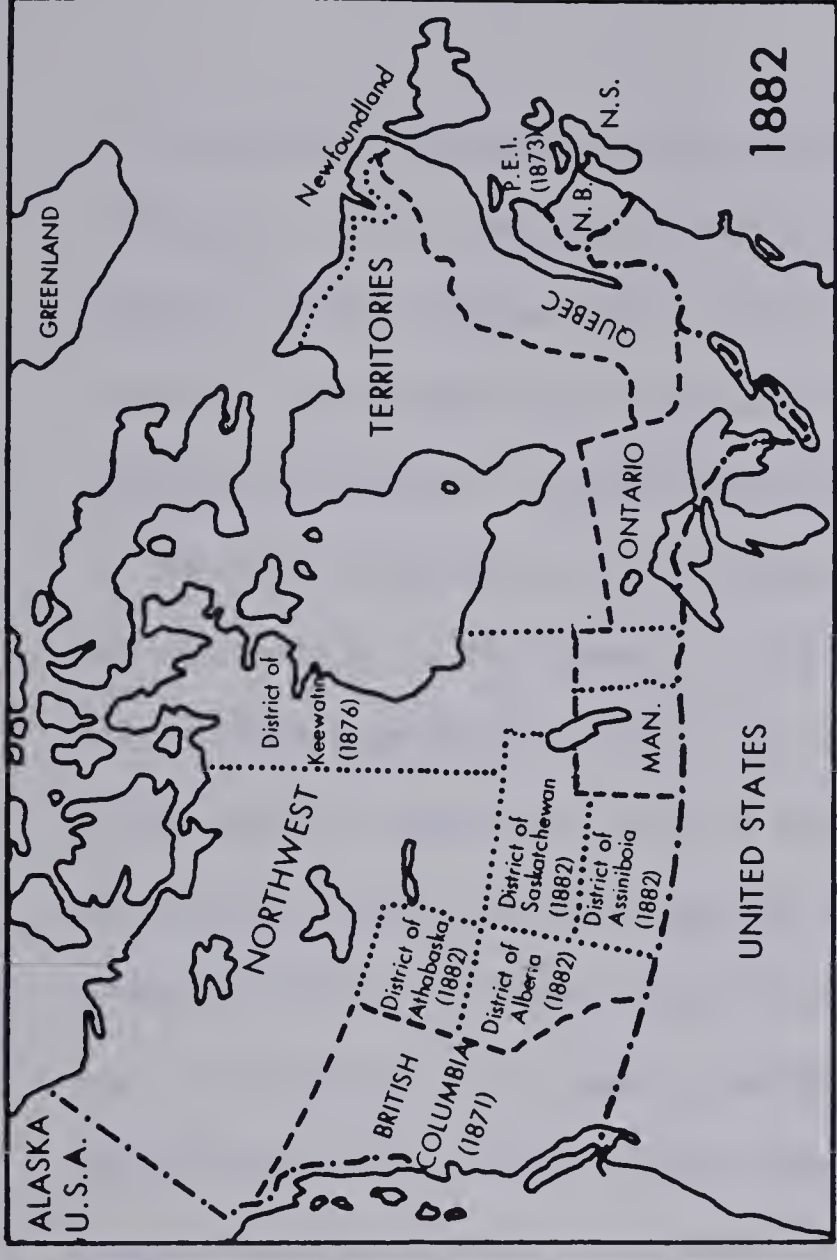 ALASKA
U.S.A.
GREENLAND
Newfoundland
NORTHWEST
TERRITORIES
District of
Keewatin
(1876)
BRITISH
COLUMBIA
(1871)
District of
Athabaska
(1882)
District of
Alberta
(1882)
District of
Saskatchewan
(1882)
District of
Assiniboia
(1882)
MAN.
ONTARIO
QUEBEC
P.E.I.
(1873)
N.B.
N.S.
UNITED STATES
1882